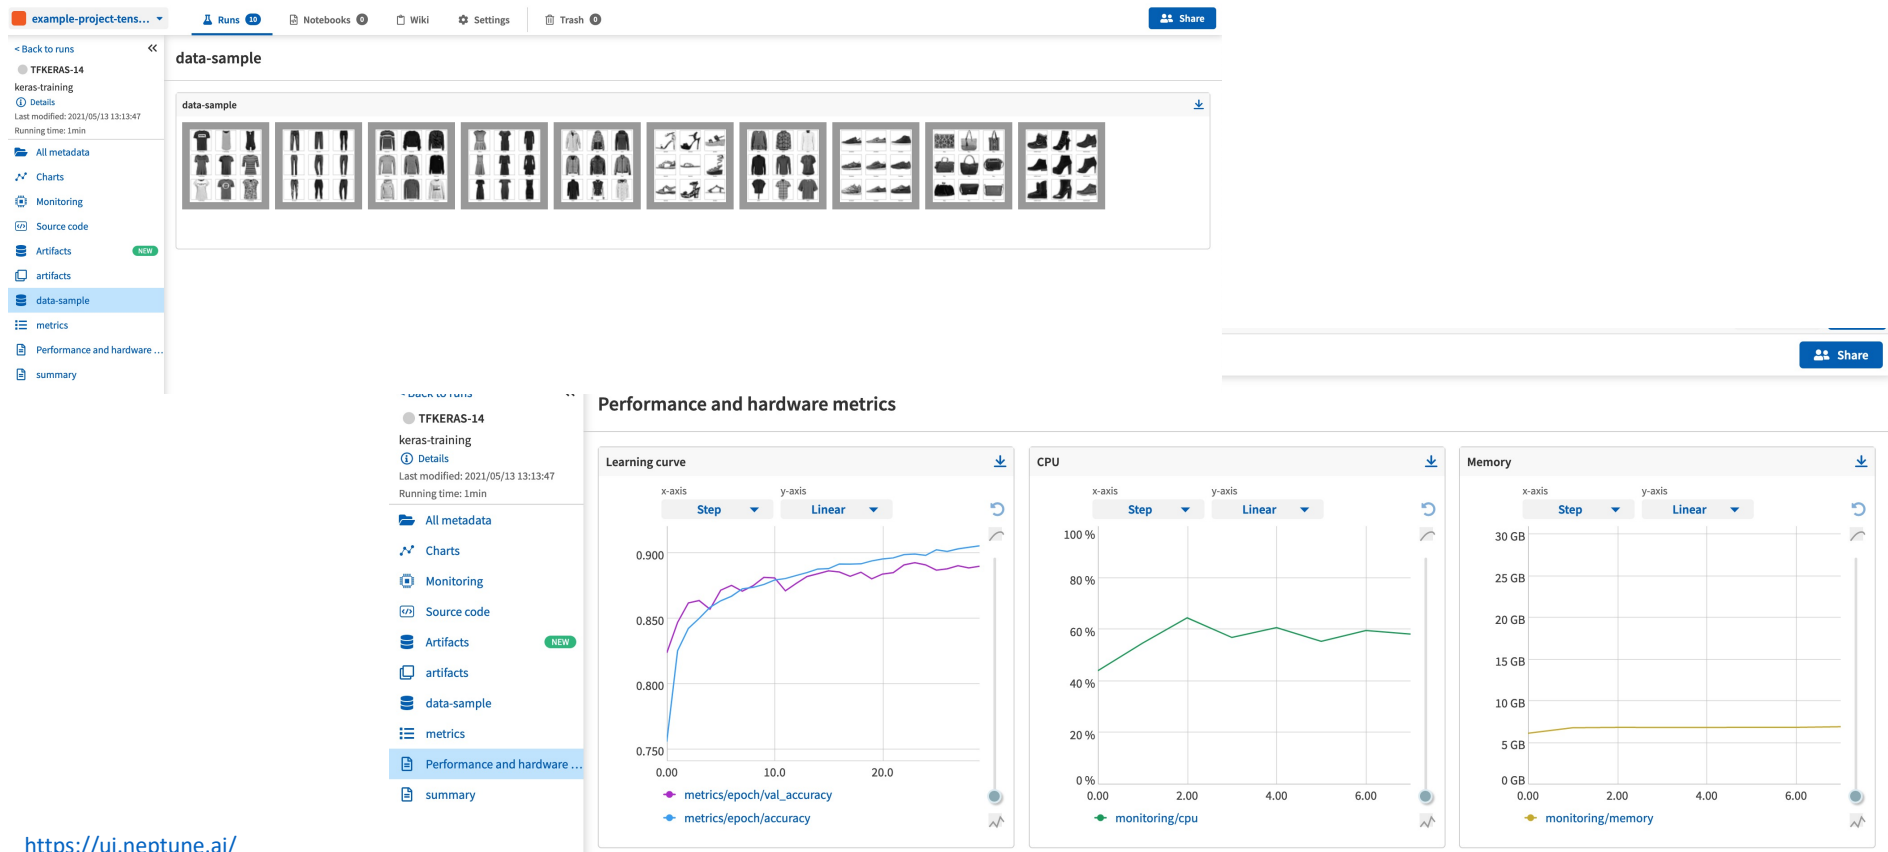 example-project-tens...
Runs 10
Notebooks 0
Wiki
Settings
Trash 0
Share
< Back to runs
TFKERAS-14
keras-training
Details
Last modified: 2021/05/13 13:13:47
Running time: 1min
All metadata
Charts
Monitoring
Source code
Artifacts NEW
artifacts
data-sample
metrics
Performance and hardware ...
summary
data-sample
data-sample
Share
< Back to runs
TFKERAS-14
keras-training
Details
Last modified: 2021/05/13 13:13:47
Running time: 1min
All metadata
Charts
Monitoring
Source code
Artifacts NEW
artifacts
data-sample
metrics
Performance and hardware ...
summary
Performance and hardware metrics
Learning curve
x-axis y-axis
Step Linear
0.900
0.850
0.800
0.750
0.00 10.0 20.0
metrics/epoch/val_accuracy
metrics/epoch/accuracy
CPU
x-axis y-axis
Step Linear
100 %
80 %
60 %
40 %
20 %
0 %
0.00 2.00 4.00 6.00
monitoring/cpu
Memory
x-axis y-axis
Step Linear
30 GB
25 GB
20 GB
15 GB
10 GB
5 GB
0 GB
0.00 2.00 4.00 6.00
monitoring/memory
https://ui.neptune.ai/